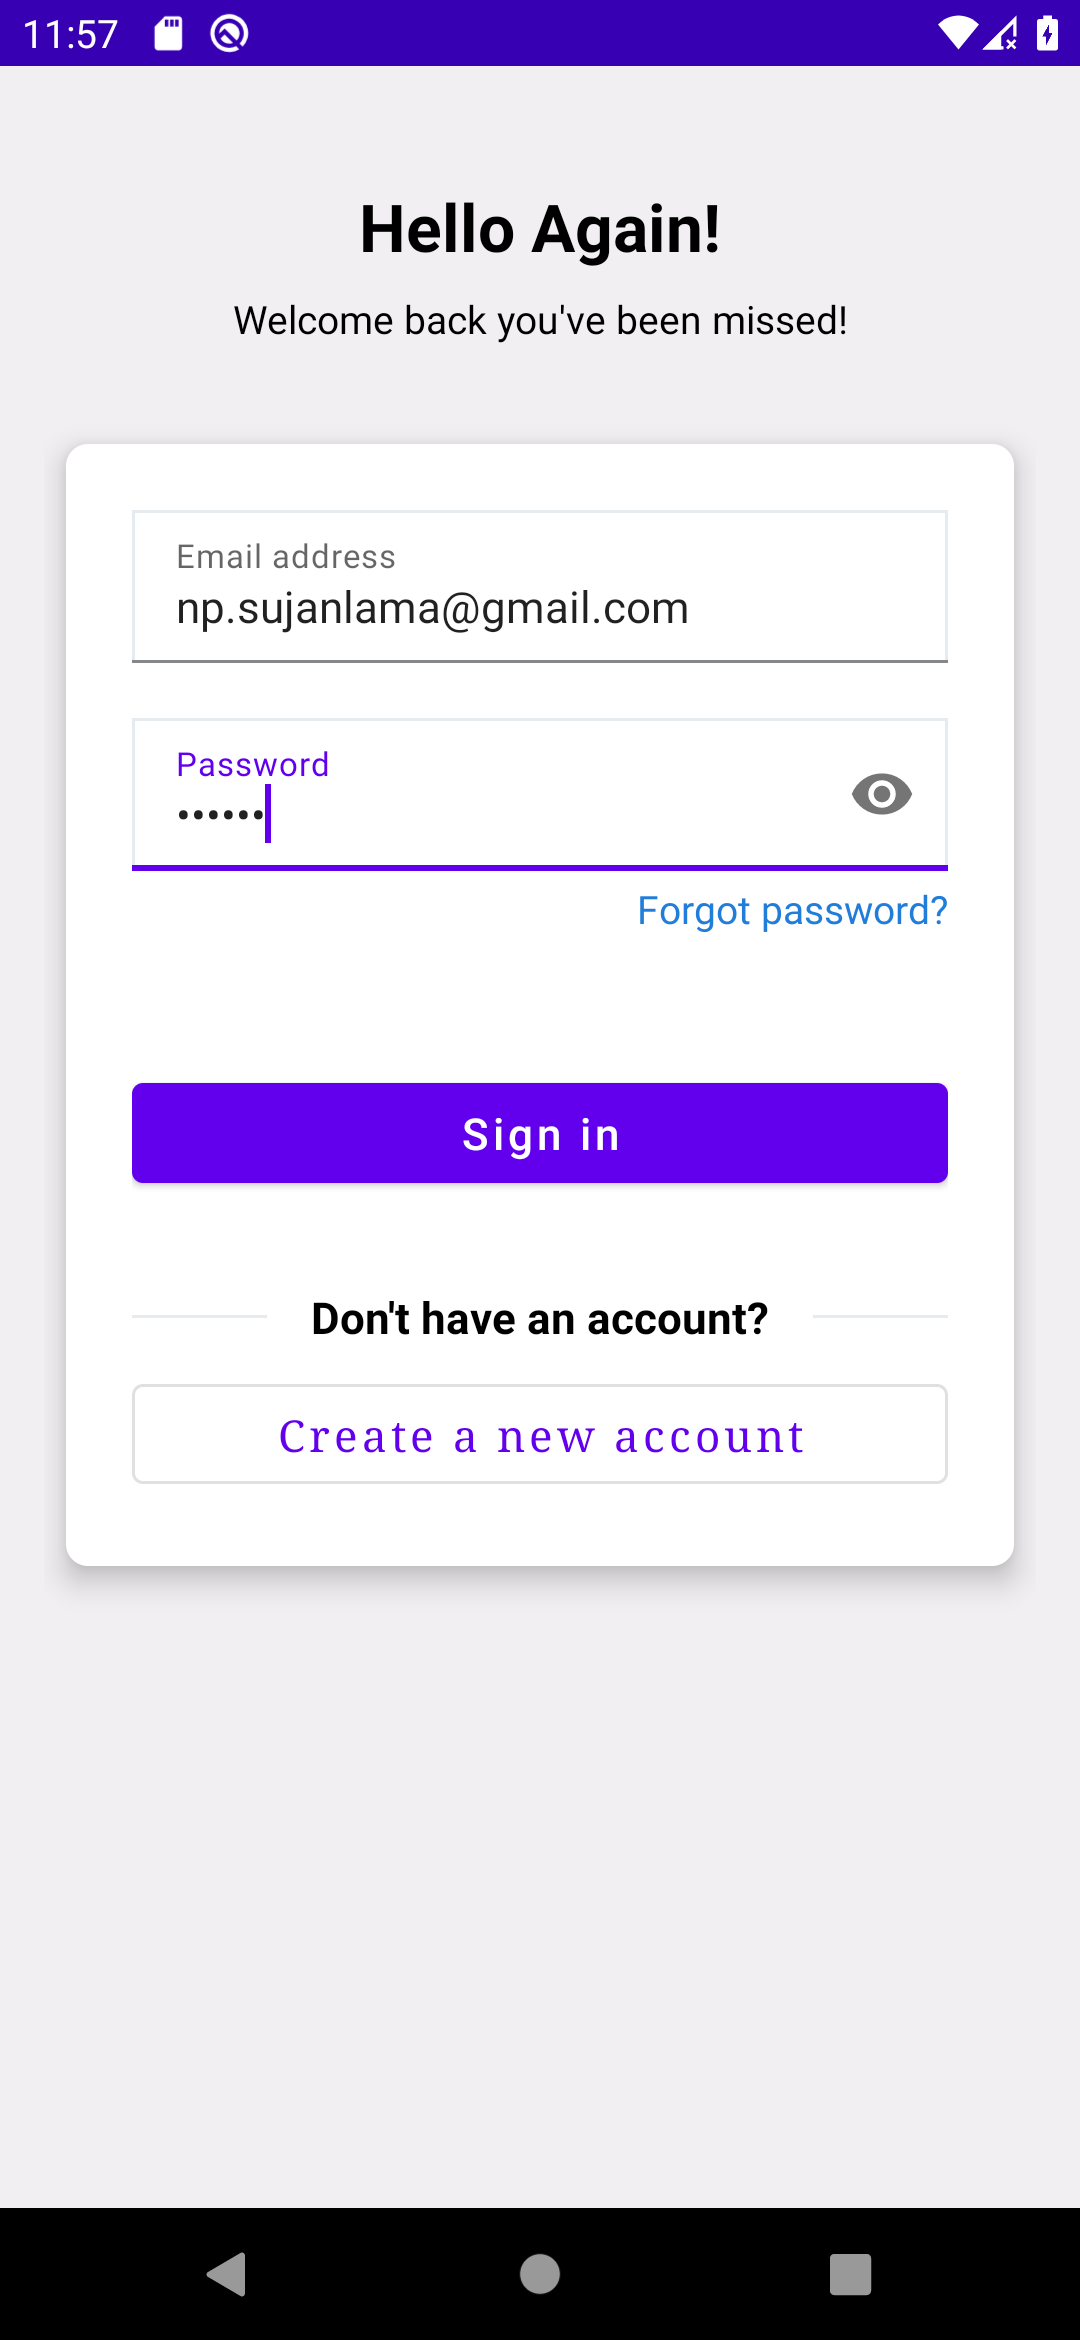 11:57
Hello Again!
Welcome back you've been missed!
Email address
np.sujanlama@gmail.com
Password
••••••
Forgot password?
Sign in
Don't have an account?
Create a new account